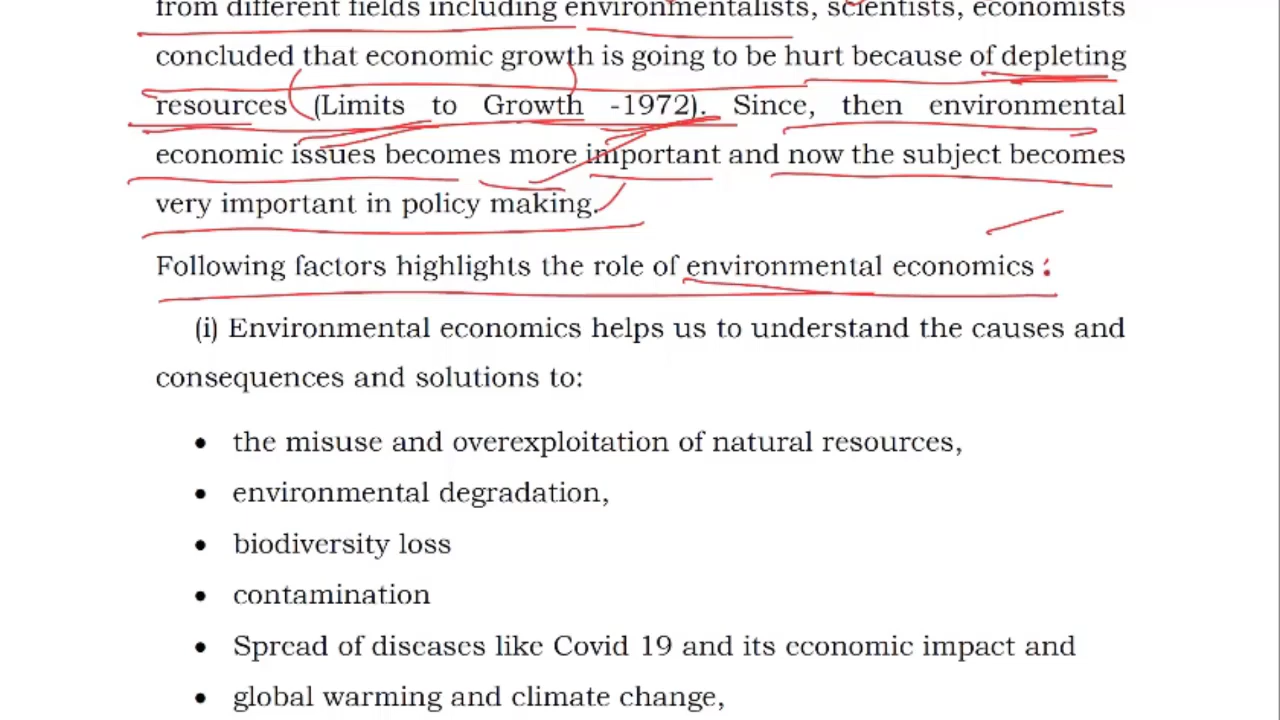 from different fields including environmentalists, scientists, economists
concluded that economic growth is going to be hurt because of depleting
resources (Limits to Growth -1972). Since, then environmental
economic issues becomes more important and now the subject becomes
very important in policy making.
Following factors highlights the role of environmental economics :
(i) Environmental economics helps us to understand the causes and
consequences and solutions to:
• the misuse and overexploitation of natural resources,
• environmental degradation,
• biodiversity loss
• contamination
• Spread of diseases like Covid 19 and its economic impact and
• global warming and climate change,